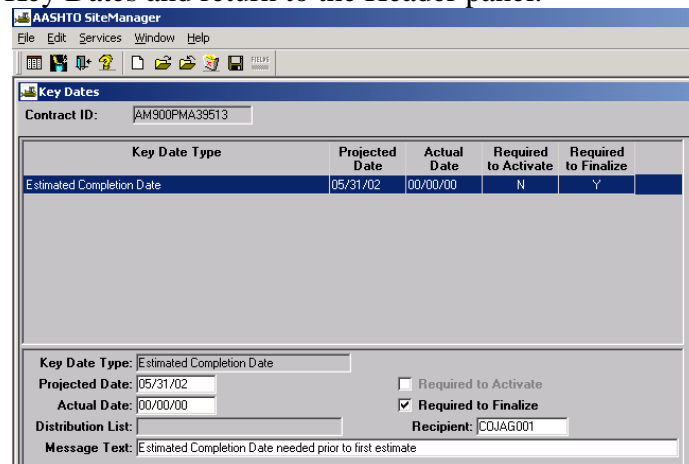 Key Dates and return to the Header panel.
AASHTO SiteManager
File Edit Services Window Help
FIELDS
Key Dates
Contract ID: AM900PMA39513
Key Date Type Projected Date Actual Date Required to Activate Required to Finalize
Estimated Completion Date 05/31/02 00/00/00 N Y
Key Date Type: Estimated Completion Date
Projected Date: 05/31/02 Required to Activate
Actual Date: 00/00/00 Required to Finalize
Distribution List: Recipient: COJAG001
Message Text: Estimated Completion Date needed prior to first estimate